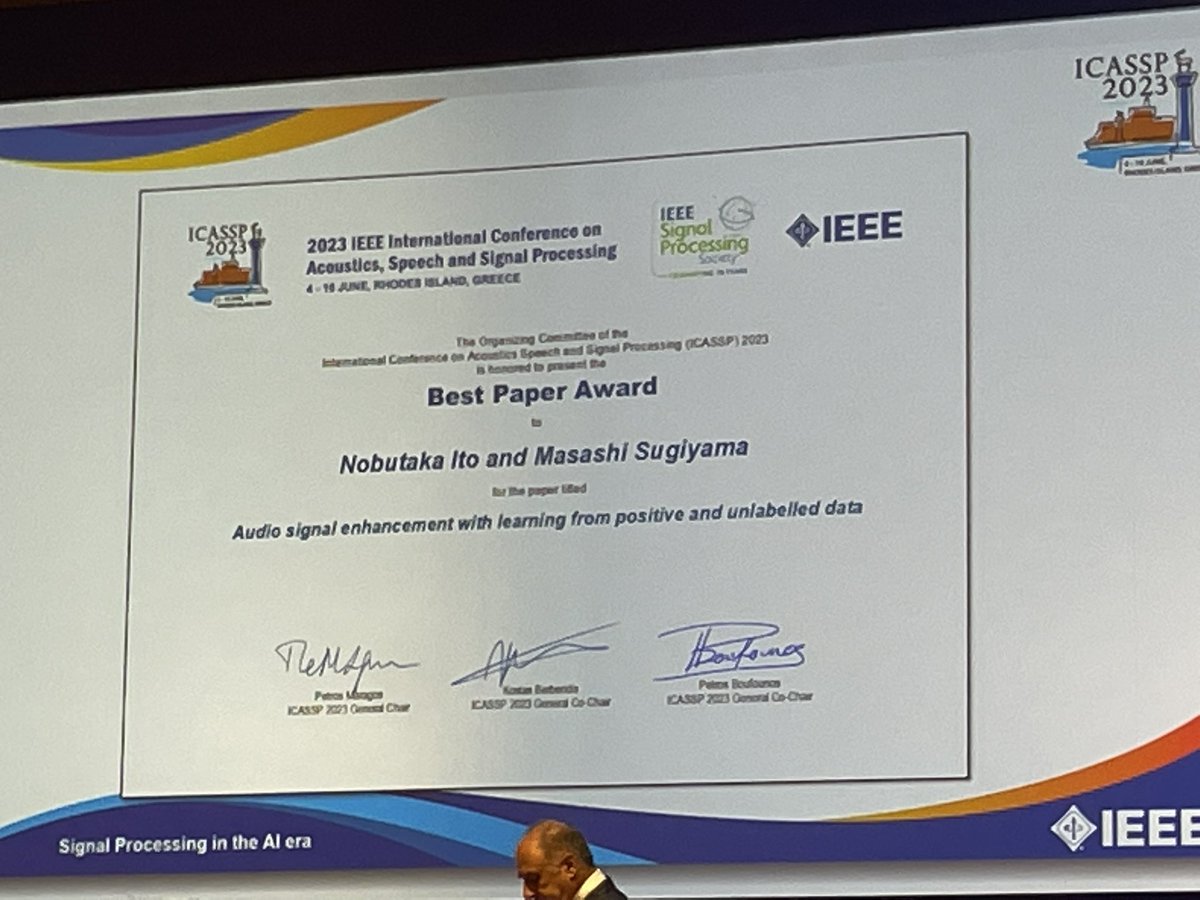 ICASSP
2023
ICASSP
2023
2023 IEEE International Conference on
Acoustics, Speech and Signal Processing
4 - 10 JUNE, RHODES ISLAND, GREECE
IEEE
Signal
Processing
Society
IEEE
The Organizing Committee of the
International Conference on Acoustics Speech and Signal Processing (ICASSP) 2023
is honored to present the
Best Paper Award
to
Nobutaka Ito and Masashi Sugiyama
for the paper titled
Audio signal enhancement with learning from positive and unlabelled data
Petros Maragos
ICASSP 2023 General Chair
Kostas Berberidis
ICASSP 2023 General Co-Chair
Petros Boufounos
ICASSP 2023 General Co-Chair
Signal Processing in the AI era
IEEE